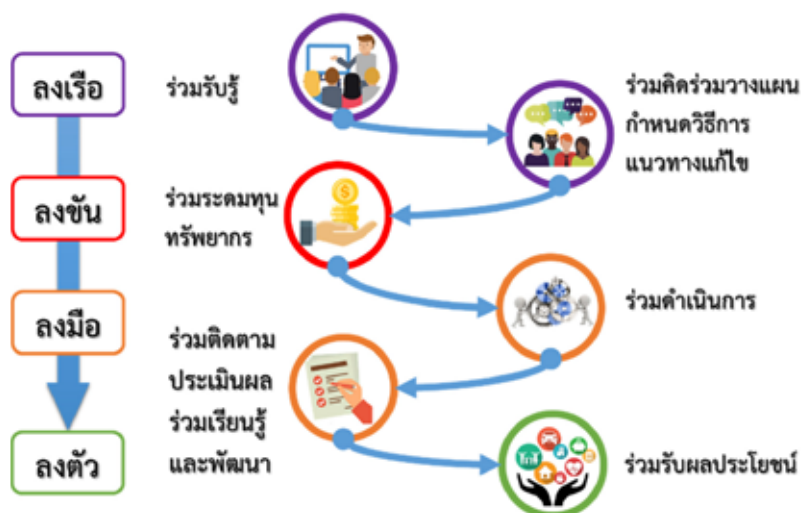 ลงเรือ
ร่วมรับรู้
ร่วมคิดร่วมวางแผน
กำหนดวิธีการ
แนวทางแก้ไข
ลงขัน
ร่วมระดมทุน
ทรัพยากร
ลงมือ
ร่วมดำเนินการ
ร่วมติดตาม
ประเมินผล
ร่วมเรียนรู้
และพัฒนา
ลงตัว
ร่วมรับผลประโยชน์